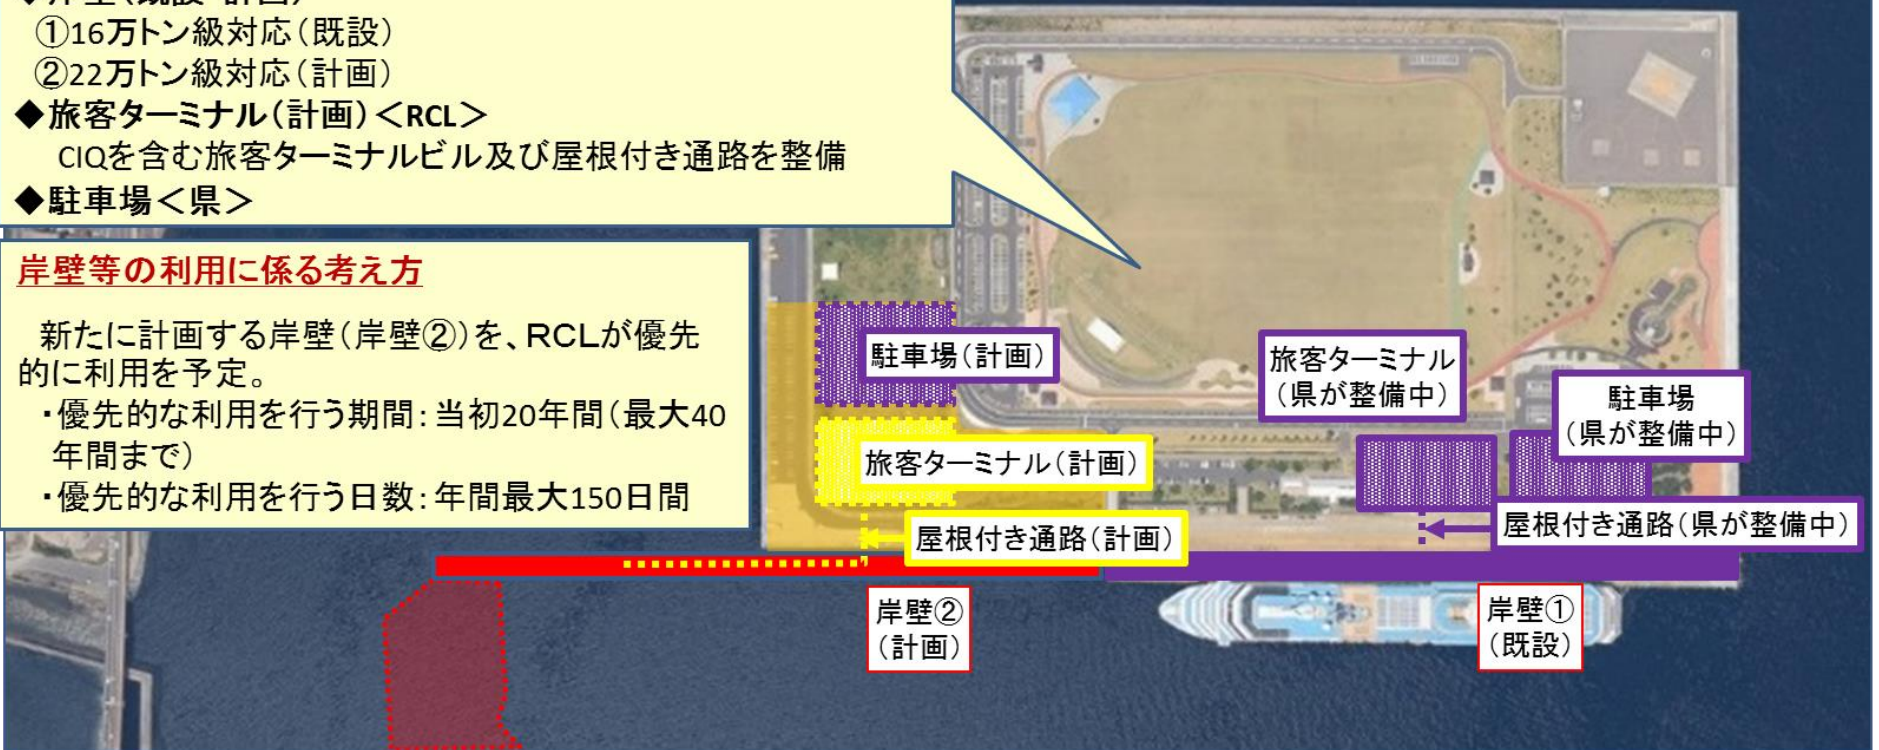 ①16万トン級対応(既設)
②22万トン級対応(計画)
◆旅客ターミナル(計画)<RCL>
CIQを含む旅客ターミナルビル及び屋根付き通路を整備
◆駐車場<県>
岸壁等の利用に係る考え方
新たに計画する岸壁(岸壁②)を、RCLが優先
的に利用を予定。
・優先的な利用を行う期間:当初20年間(最大40
年間まで)
・優先的な利用を行う日数:年間最大150日間
駐車場(計画)
旅客ターミナル
(県が整備中)
駐車場
(県が整備中)
旅客ターミナル(計画)
屋根付き通路(計画)
屋根付き通路(県が整備中)
岸壁②
(計画)
岸壁①
(既設)